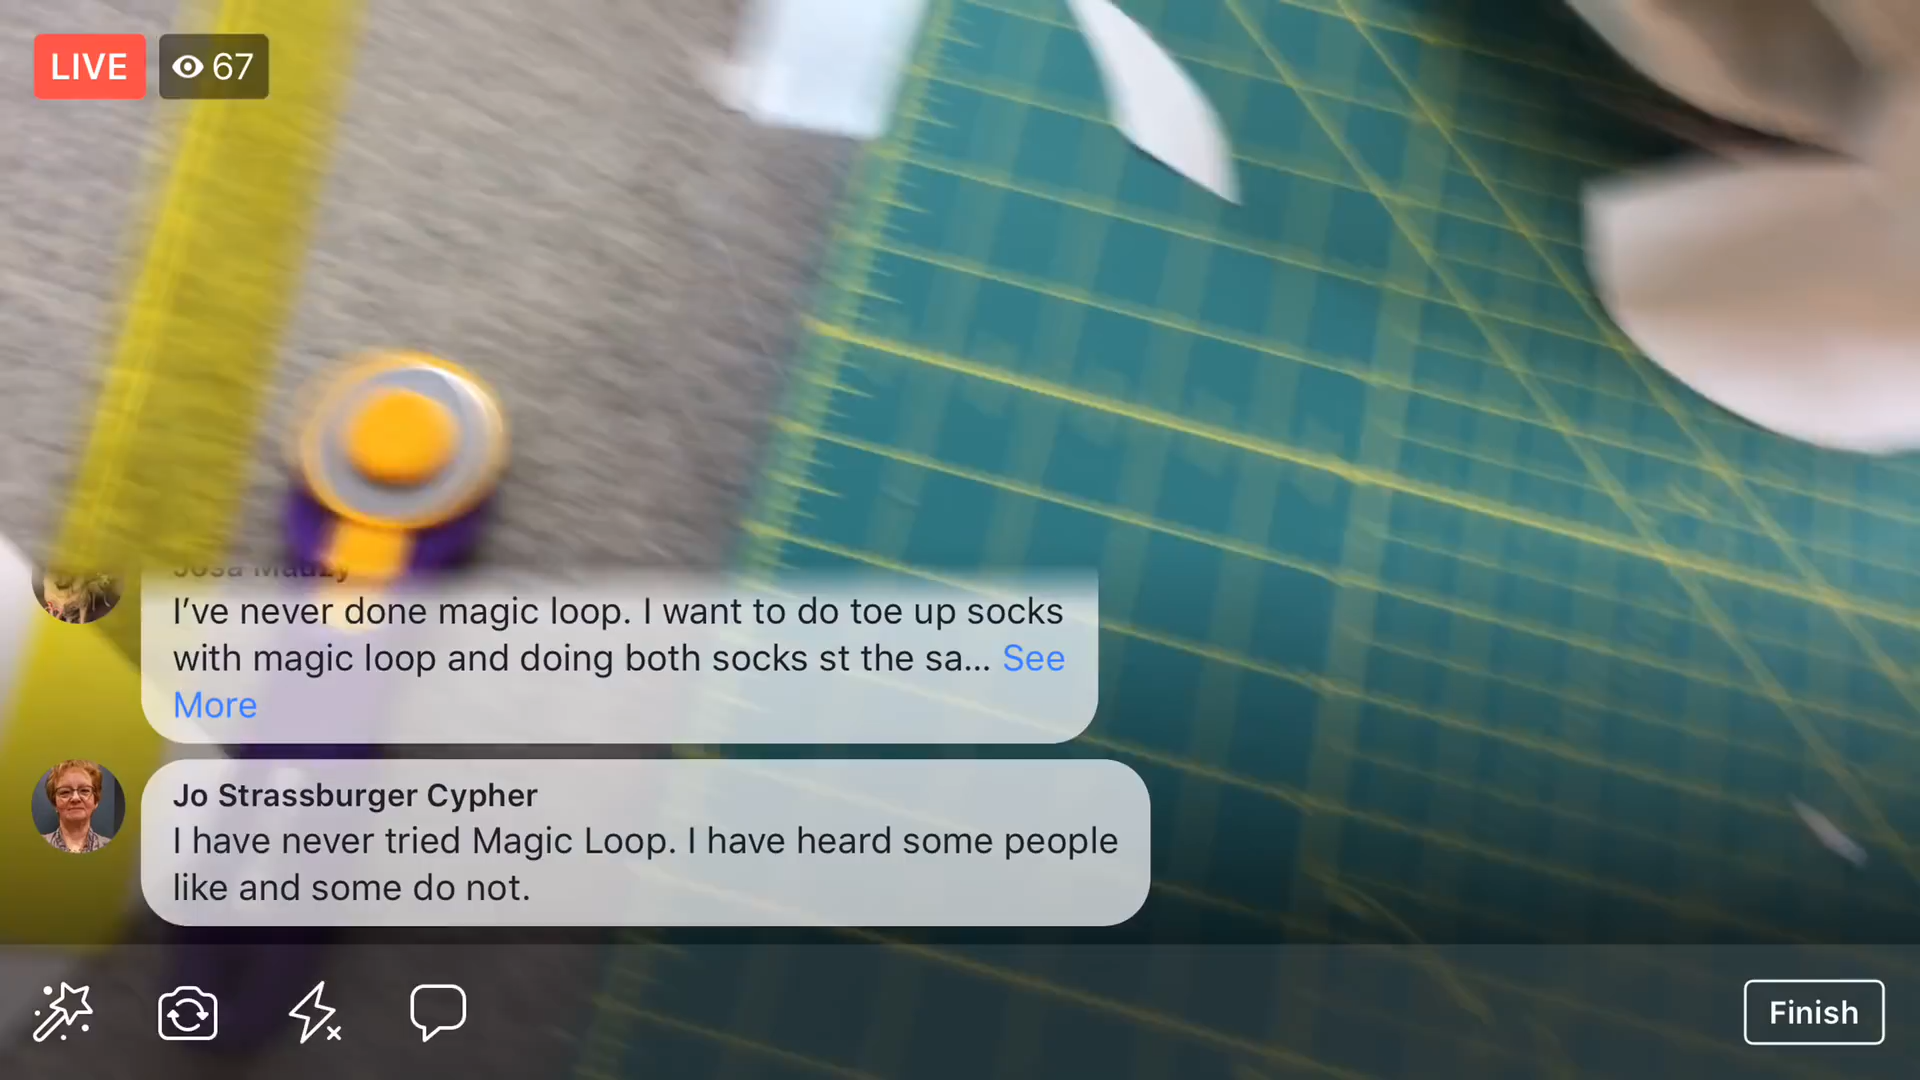 LIVE 67
I’ve never done magic loop. I want to do toe up socks
with magic loop and doing both socks st the sa... See
More
Jo Strassburger Cypher
I have never tried Magic Loop. I have heard some people
like and some do not.
Finish